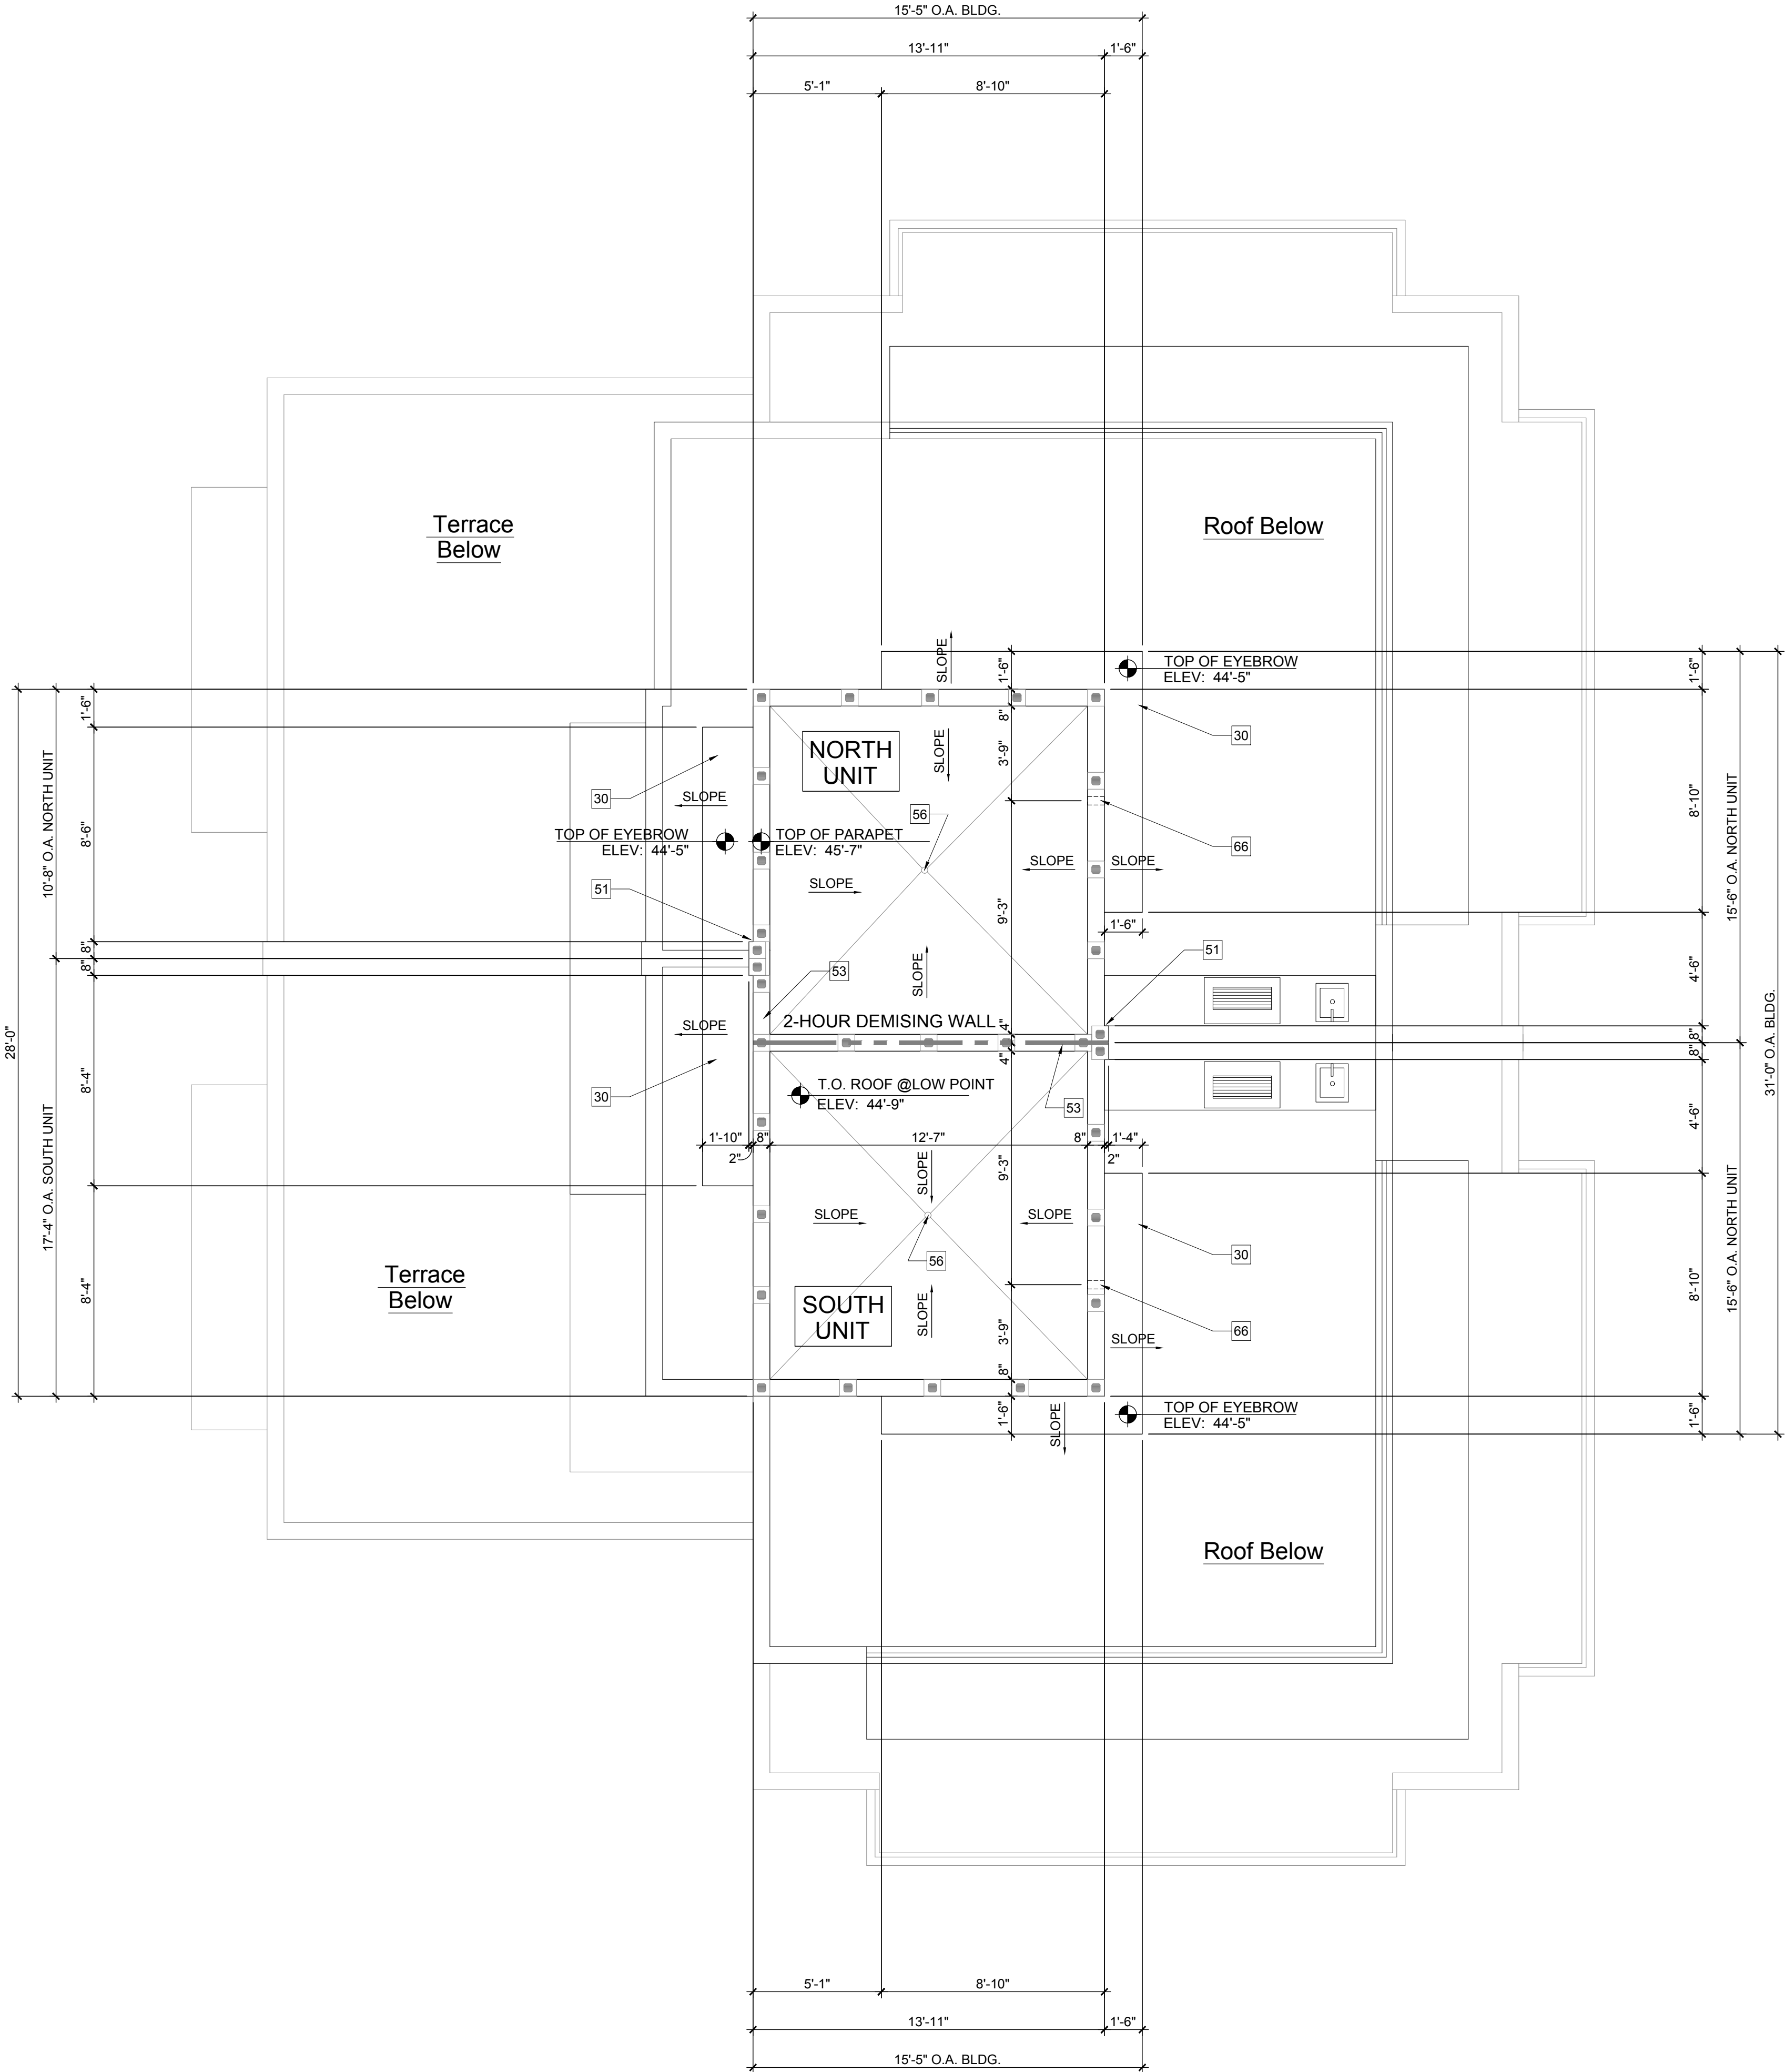 15'-5" O.A. BLDG.
13'-11"
1'-6"
5'-1"
8'-10"
Terrace
Below
Roof Below
SLOPE
1'-6"
TOP OF EYEBROW
ELEV: 44'-5"
1'-6"
1'-6"
8"
30
NORTH
UNIT
SLOPE
3'-9"
30
SLOPE
56
66
TOP OF EYEBROW
ELEV: 44'-5"
TOP OF PARAPET
ELEV: 45'-7"
10'-8" O.A. NORTH UNIT
8'-6"
8'-10"
15'-6" O.A. NORTH UNIT
SLOPE
SLOPE
SLOPE
51
9'-3"
1'-6"
8"
8"
53
SLOPE
51
4'-6"
SLOPE
2-HOUR DEMISING WALL
4"
4"
8"
8"
28'-0"
31'-0" O.A. BLDG.
8'-4"
30
T.O. ROOF @LOW POINT
ELEV: 44'-9"
53
4'-6"
1'-10"
8"
12'-7"
8"
1'-4"
2"
2"
SLOPE
9'-3"
17'-4" O.A. SOUTH UNIT
SLOPE
SLOPE
30
56
15'-6" O.A. NORTH UNIT
Terrace
Below
8'-4"
SOUTH
UNIT
SLOPE
3'-9"
66
8'-10"
SLOPE
8"
1'-6"
SLOPE
TOP OF EYEBROW
ELEV: 44'-5"
1'-6"
Roof Below
5'-1"
8'-10"
13'-11"
1'-6"
15'-5" O.A. BLDG.